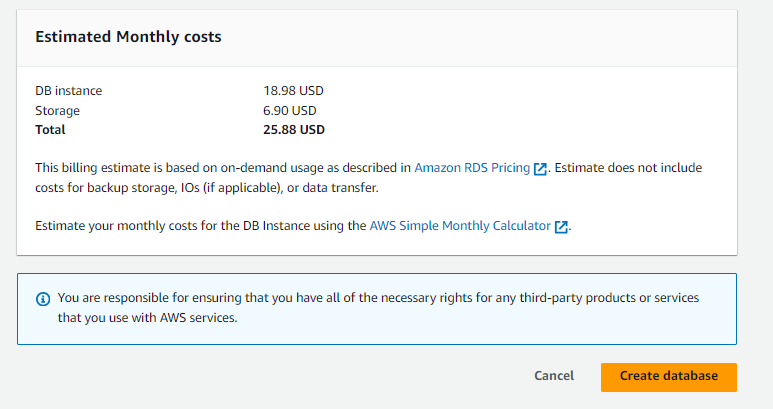 Estimated Monthly costs
DB instance 18.98 USD
Storage 6.90 USD
Total 25.88 USD
This billing estimate is based on on-demand usage as described in Amazon RDS Pricing. Estimate does not include
costs for backup storage, IOs (if applicable), or data transfer.
Estimate your monthly costs for the DB Instance using the AWS Simple Monthly Calculator.
You are responsible for ensuring that you have all of the necessary rights for any third-party products or services
that you use with AWS services.
Cancel Create database